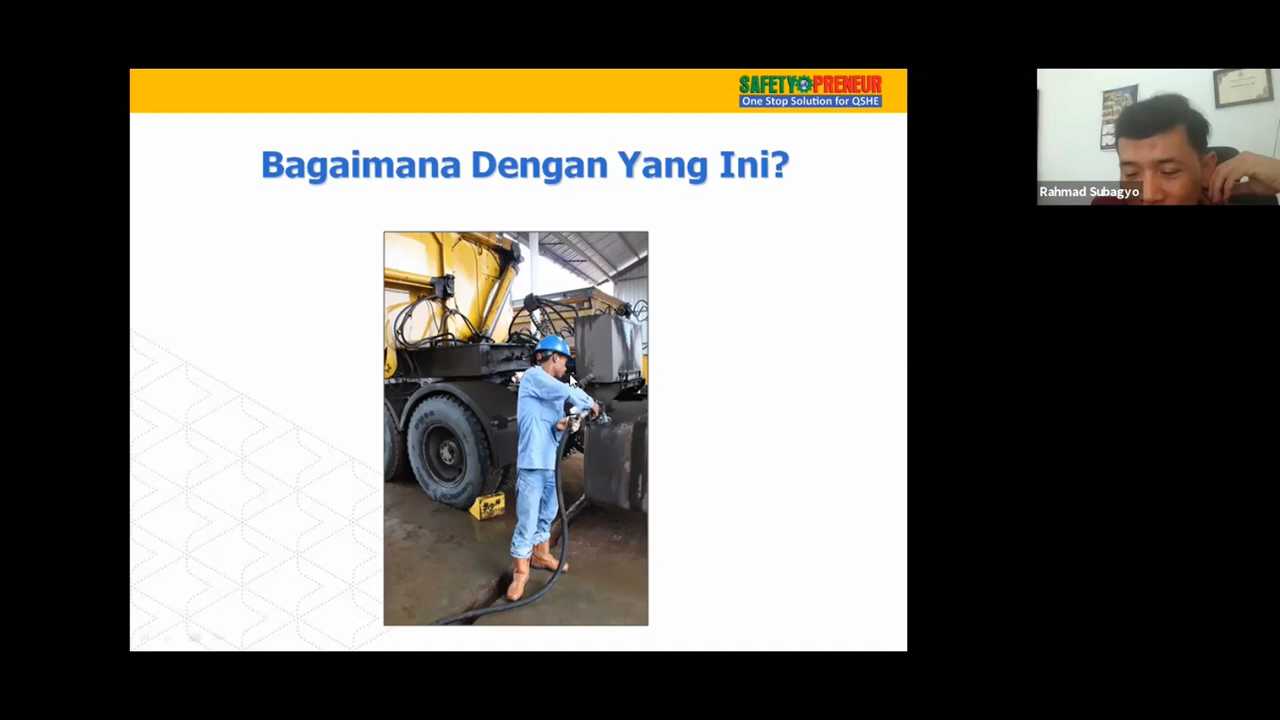 SAFETY PRENEUR
One Stop Solution for QSHE
Bagaimana Dengan Yang Ini?
Rahmad Subagyo